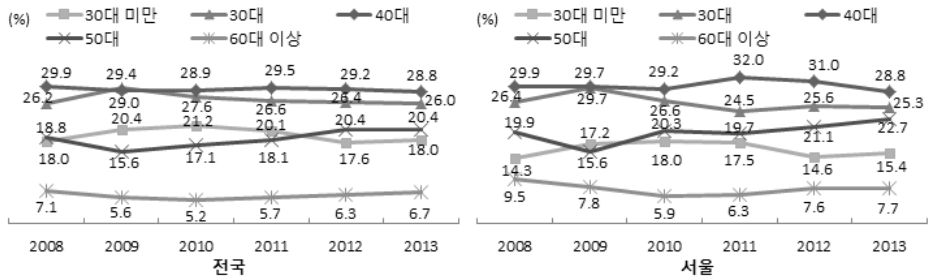 (%) 30대 미만 30대 40대
50대 60대 이상
29.9 29.4 28.9 29.5 29.2 28.8
26.2 29.0 27.6 26.6 26.4 26.0
18.8 20.4 21.2 20.1 20.4 20.4
18.0 15.6 17.1 18.1 17.6 18.0
7.1 5.6 5.2 5.7 6.3 6.7
2008 2009 2010 2011 2012 2013
전국
(%) 30대 미만 30대 40대
50대 60대 이상
29.9 29.7 29.2 32.0 31.0 28.8
26.4 29.7 26.6 24.5 25.6 25.3
19.9 17.2 20.3 19.7 21.1 22.7
14.3 15.6 18.0 17.5 14.6 15.4
9.5 7.8 5.9 6.3 7.6 7.7
2008 2009 2010 2011 2012 2013
서울